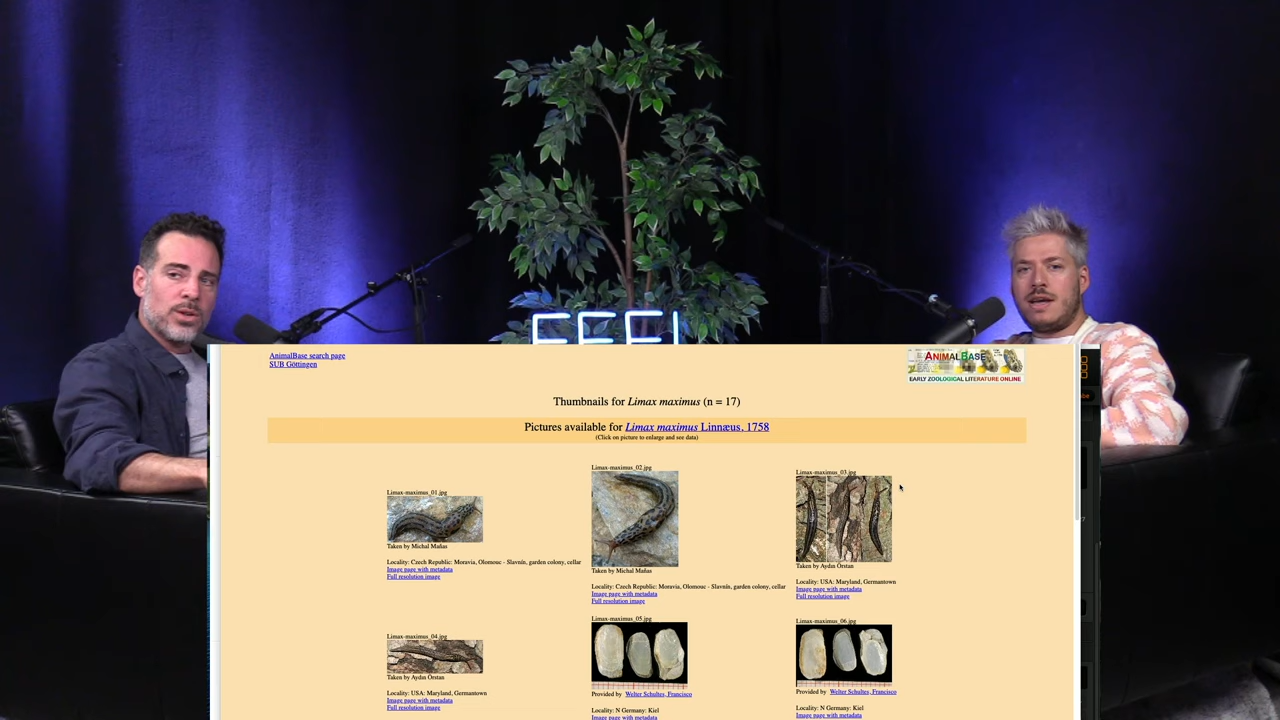 FEEL
AnimalBase search page
SUB Göttingen
ANIMALBASE
EARLY ZOOLOGICAL LITERATURE ONLINE
Thumbnails for Limax maximus (n = 17)
Pictures available for Limax maximus Linnæus, 1758
(Click on picture to enlarge and see data)
Limax-maximus_01.jpg
Taken by Michal Maňas
Locality: Czech Republic: Moravia, Olomouc - Slavnín, garden colony, cellar
Image page with metadata
Full resolution image
Limax-maximus_02.jpg
Taken by Michal Maňas
Locality: Czech Republic: Moravia, Olomouc - Slavnín, garden colony, cellar
Image page with metadata
Full resolution image
Limax-maximus_03.jpg
Taken by Aydın Örstan
Locality: USA: Maryland, Germantown
Image page with metadata
Full resolution image
Limax-maximus_04.jpg
Taken by Aydın Örstan
Locality: USA: Maryland, Germantown
Image page with metadata
Full resolution image
Limax-maximus_05.jpg
Provided by Welter Schultes, Francisco
Locality: N Germany: Kiel
Image page with metadata
Limax-maximus_06.jpg
Provided by Welter Schultes, Francisco
Locality: N Germany: Kiel
Image page with metadata